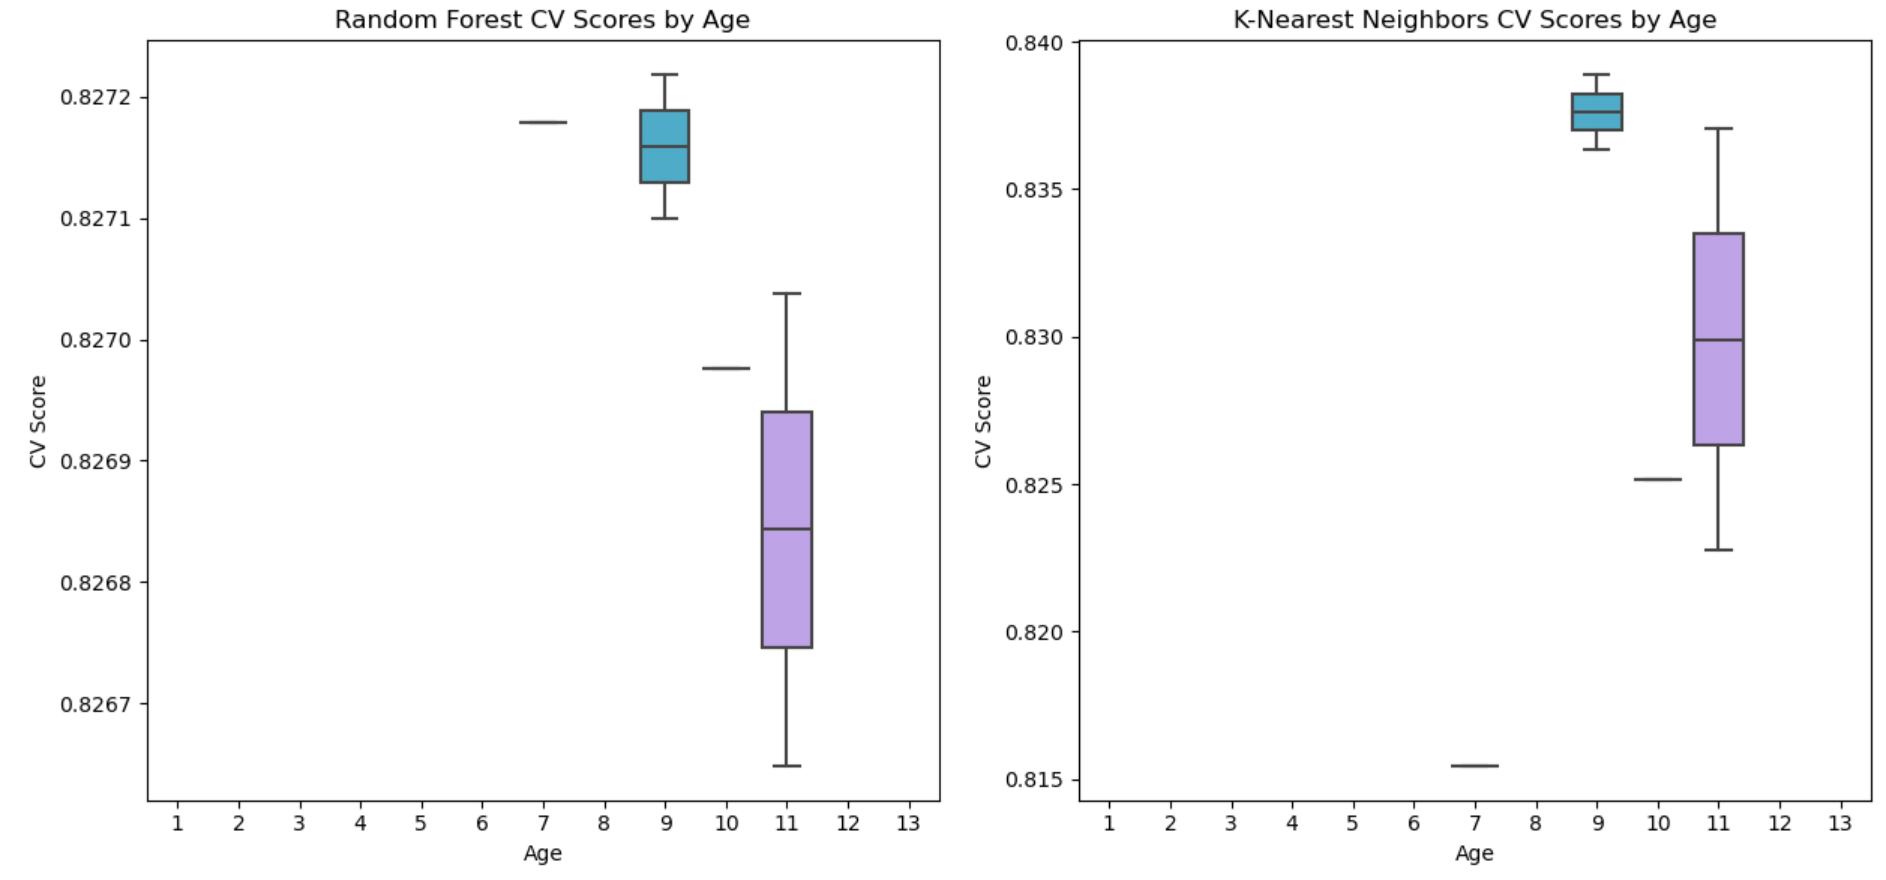 Random Forest CV Scores by Age
0.8272
0.8271
0.8270
0.8269
0.8268
0.8267
CV Score
1 2 3 4 5 6 7 8 9 10 11 12 13
Age
K-Nearest Neighbors CV Scores by Age
0.840
0.835
0.830
0.825
0.820
0.815
CV Score
1 2 3 4 5 6 7 8 9 10 11 12 13
Age